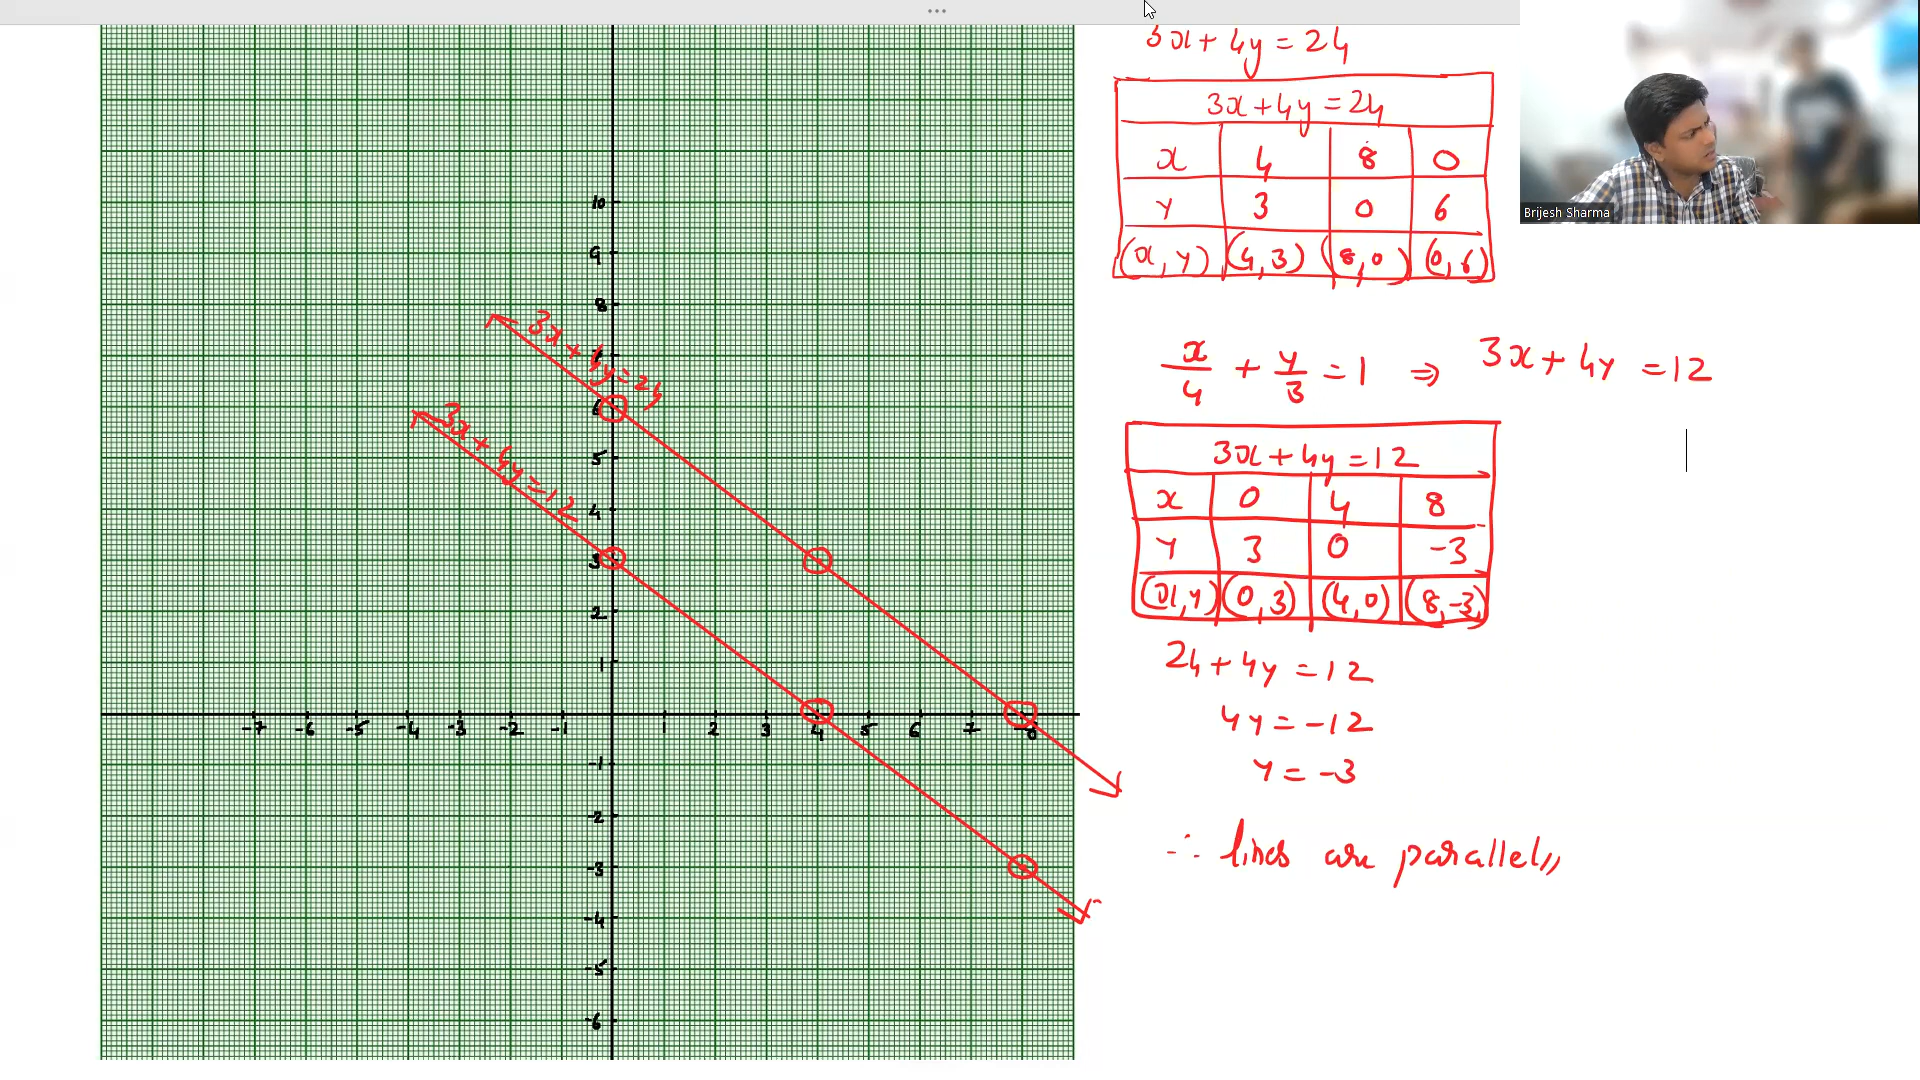 3x + 4y = 24
3x + 4y = 24
x 4 8 0
y 3 0 6
(x, y) (4, 3) (8, 0) (0, 6)
Brijesh Sharma
x/4 + y/3 = 1 ⇒ 3x + 4y = 12
3x + 4y = 12
x 0 4 8
y 3 0 -3
(x, y) (0, 3) (4, 0) (8, -3)
24 + 4y = 12
4y = -12
y = -3
∴ lines are parallel
10
9
8
7
6
5
4
3
2
1
-7 -6 -5 -4 -3 -2 -1 1 2 3 4 5 6 7 8
-1
-2
-3
-4
-5
-6
3x + 4y = 24
3x + 4y = 12